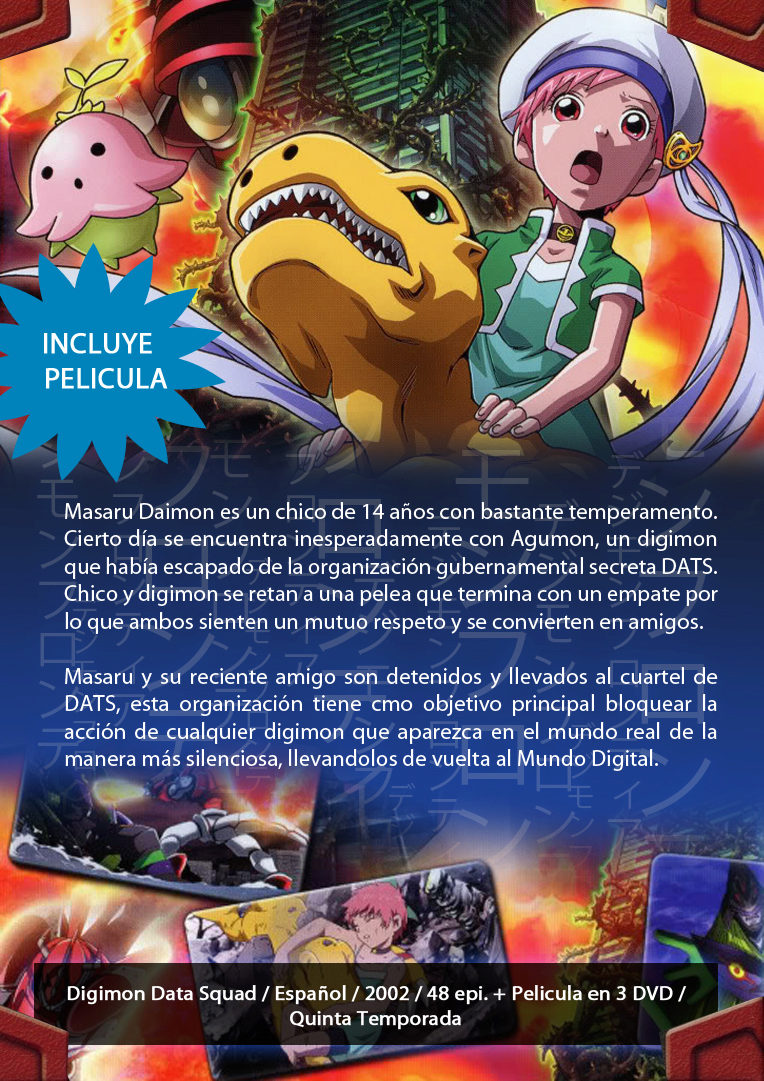 INCLUYE
PELICULA
Masaru Daimon es un chico de 14 años con bastante temperamento.
Cierto día se encuentra inesperadamente con Agumon, un digimon
que había escapado de la organización gubernamental secreta DATS.
Chico y digimon se retan a una pelea que termina con un empate por
lo que ambos sienten un mutuo respeto y se convierten en amigos.
Masaru y su reciente amigo son detenidos y llevados al cuartel de
DATS, esta organización tiene cmo objetivo principal bloquear la
acción de cualquier digimon que aparezca en el mundo real de la
manera más silenciosa, llevandolos de vuelta al Mundo Digital.
Digimon Data Squad / Español / 2002 / 48 epi. + Pelicula en 3 DVD /
Quinta Temporada